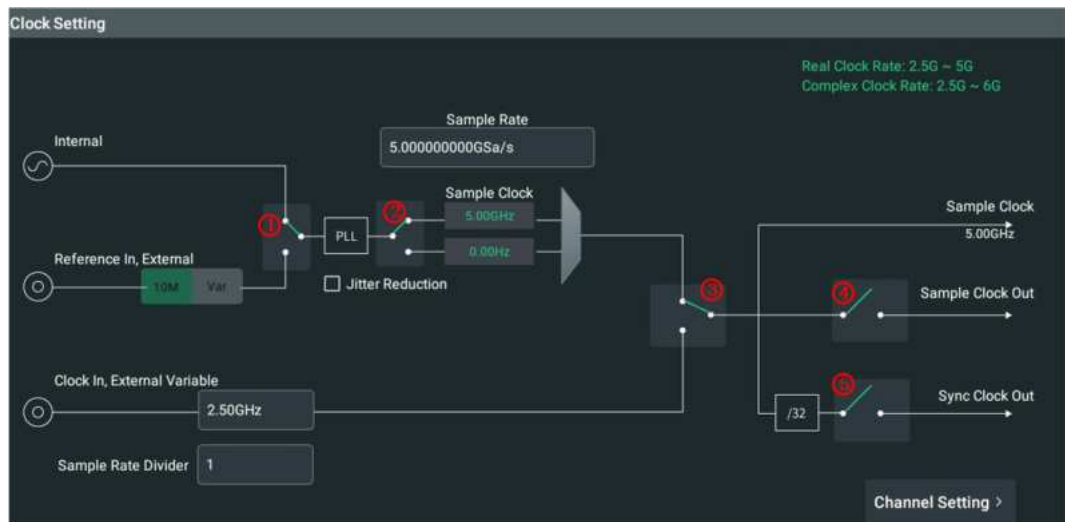 Clock Setting
Real Clock Rate: 2.5G ~ 5G
Complex Clock Rate: 2.5G ~ 6G
Sample Rate
5.000000000GSa/s
Internal
Sample Clock
①
PLL
②
5.00GHz
0.00Hz
Jitter Reduction
Reference In, External
10M
Var
Sample Clock
5.00GHz
③
④
Sample Clock Out
Clock In, External Variable
2.50GHz
/32
⑤
Sync Clock Out
Sample Rate Divider
1
Channel Setting >